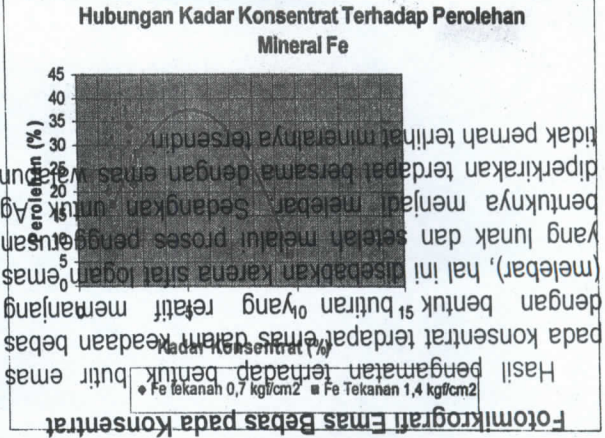 Hubungan Kadar Konsentrat Terhadap Perolehan
Mineral Fe
Perolehan (%)
45
40
35
30
25
20
15
10
5
0
5 10 15
Kadar Konsentrat (%)
Fe Tekanan 0,7 kgf/cm2 Fe Tekanan 1,4 kgf/cm2
Fotomikrografi Emas Bebas pada Konsentrat
Hasil pengamatan terhadap bentuk butir emas
pada konsentrat terdapat emas dalam keadaan bebas
dengan bentuk butiran yang relatif memanjang
(melebar), hal ini disebabkan karena sifat logam emas
yang lunak dan setelah melalui proses penggerusan
bentuknya menjadi melebar. Sedangkan untuk Ag
diperkirakan terdapat bersama dengan emas walaupun
tidak pernah terlihat mineralnya tersendiri